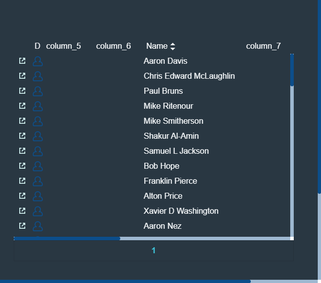 D column_5 column_6 Name column_7
Aaron Davis
Chris Edward McLaughlin
Paul Bruns
Mike Ritenour
Mike Smitherson
Shakur Al-Amin
Samuel L Jackson
Bob Hope
Franklin Pierce
Alton Price
Xavier D Washington
Aaron Nez
1